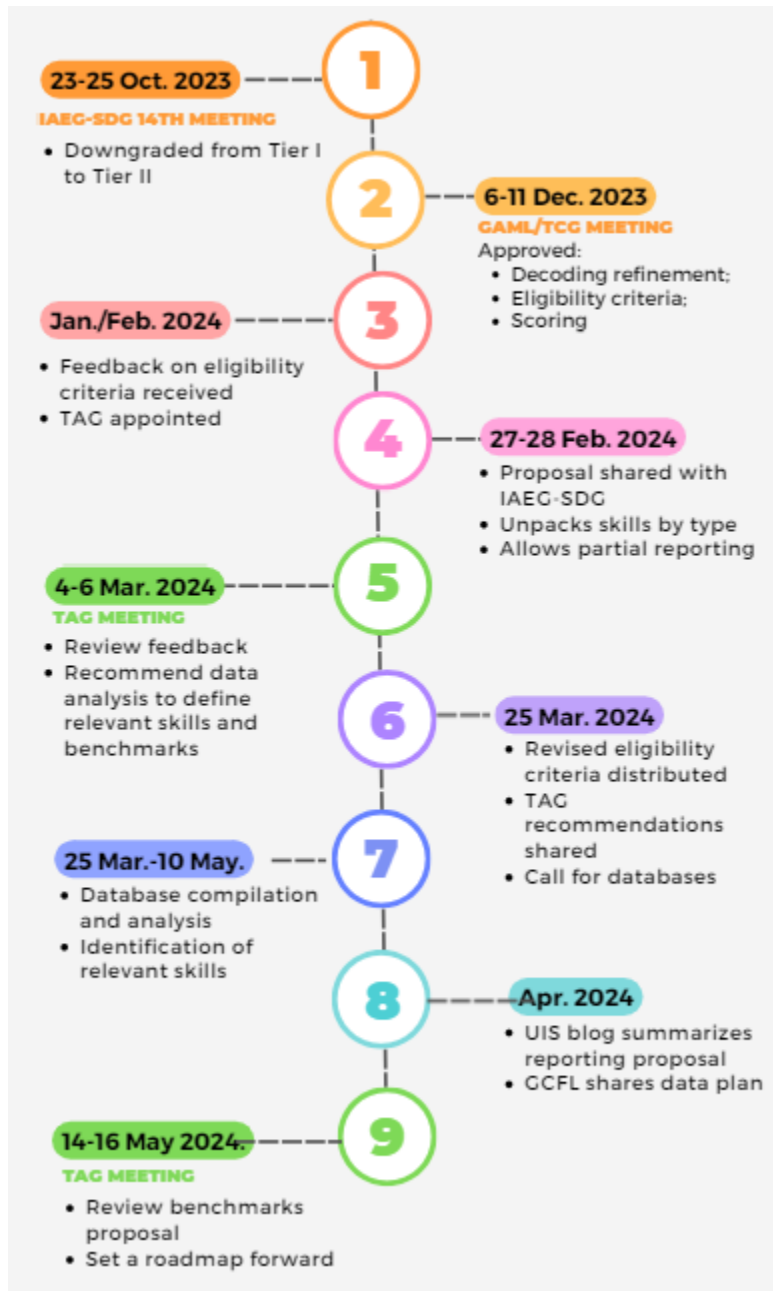 1
23-25 Oct. 2023
IAEG-SDG 14TH MEETING
• Downgraded from Tier I
to Tier II
2
6-11 Dec. 2023
GAML/TCG MEETING
Approved:
• Decoding refinement;
• Eligibility criteria;
• Scoring
3
Jan./Feb. 2024
• Feedback on eligibility
criteria received
• TAG appointed
4
27-28 Feb. 2024
• Proposal shared with
IAEG-SDG
• Unpacks skills by type
• Allows partial reporting
5
4-6 Mar. 2024
TAG MEETING
• Review feedback
• Recommend data
analysis to define
relevant skills and
benchmarks
6
25 Mar. 2024
• Revised eligibility
criteria distributed
• TAG
recommendations
shared
• Call for databases
7
25 Mar.-10 May.
• Database compilation
and analysis
• Identification of
relevant skills
8
Apr. 2024
• UIS blog summarizes
reporting proposal
• GCFL shares data plan
9
14-16 May 2024.
TAG MEETING
• Review benchmarks
proposal
• Set a roadmap forward